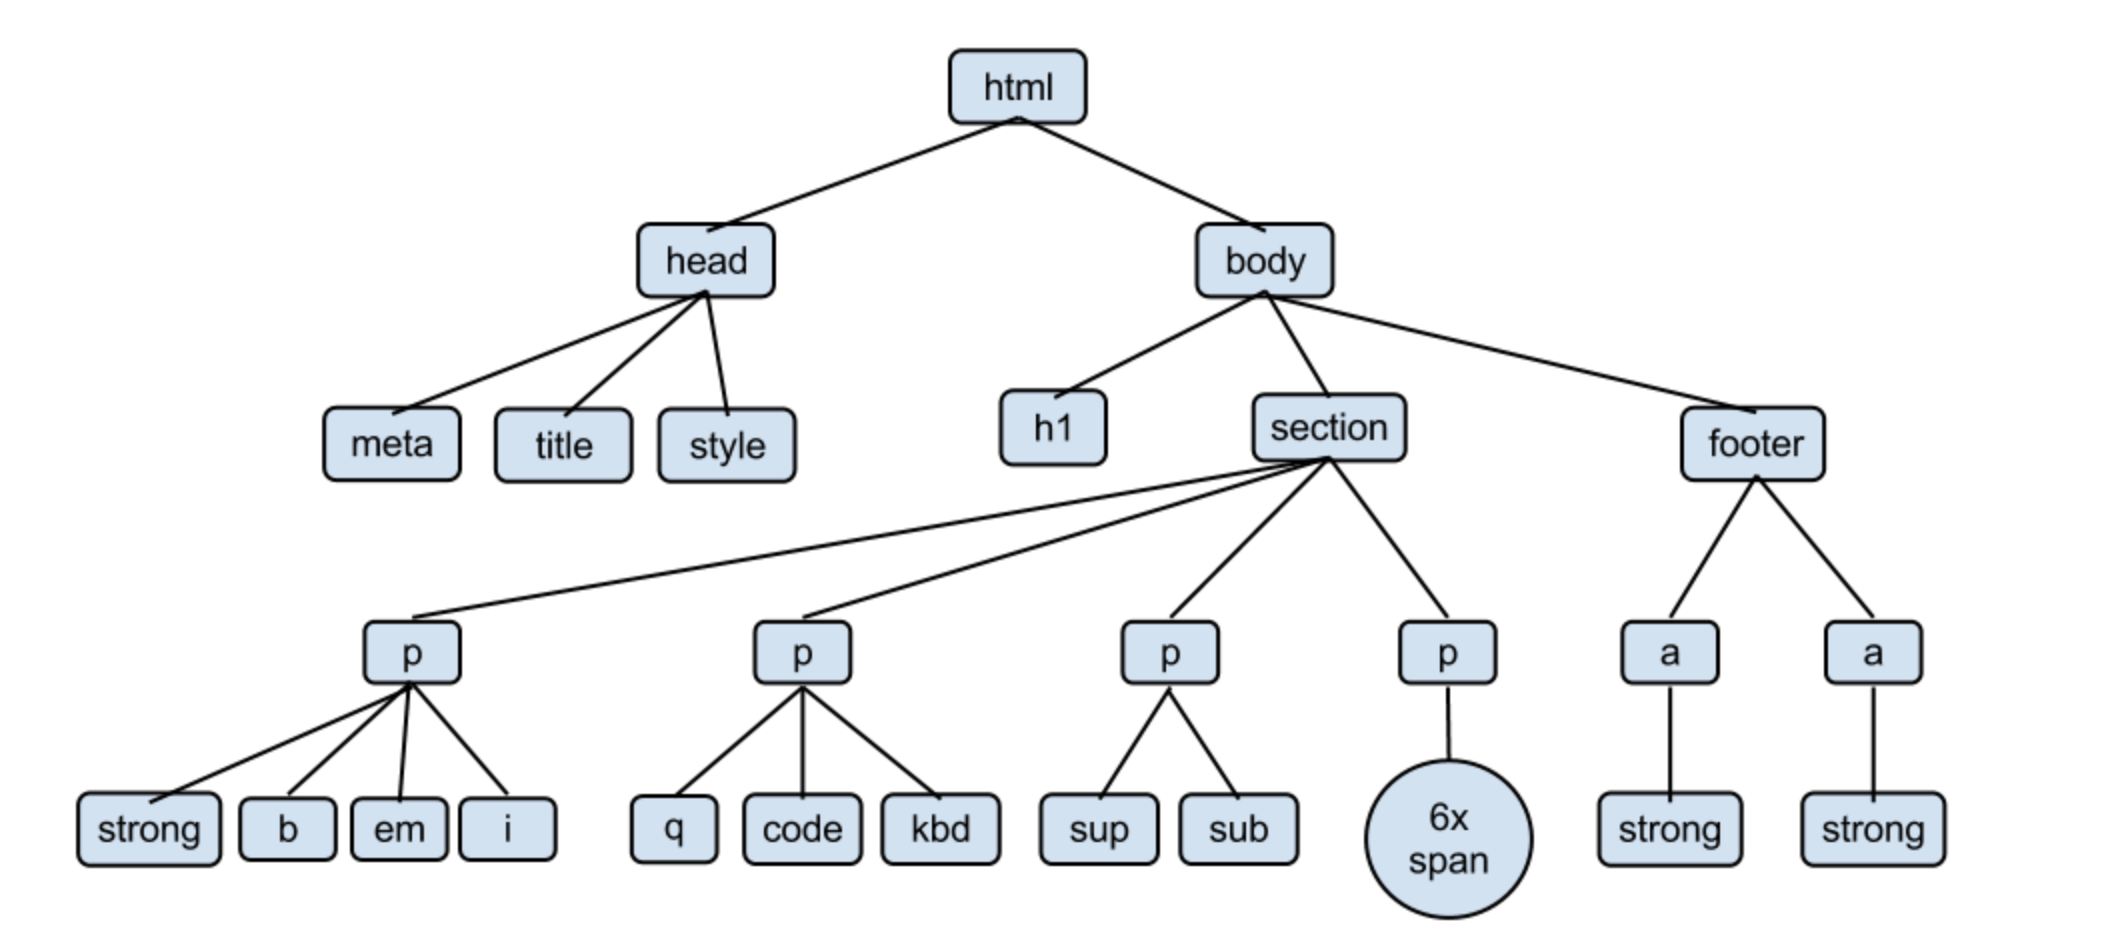 html
head
body
meta
title
style
h1
section
footer
p
p
p
p
a
a
strong
b
em
i
q
code
kbd
sup
sub
6x
span
strong
strong